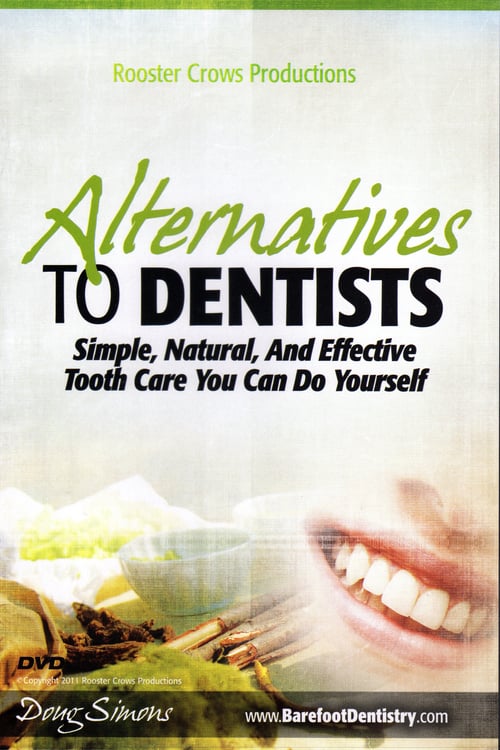 Rooster Crows Productions
Alternatives
TO DENTISTS
Simple, Natural, And Effective
Tooth Care You Can Do Yourself
DVD
©Copyright 2011 Rooster Crows Productions
Doug Simons
www.BarefootDentistry.com